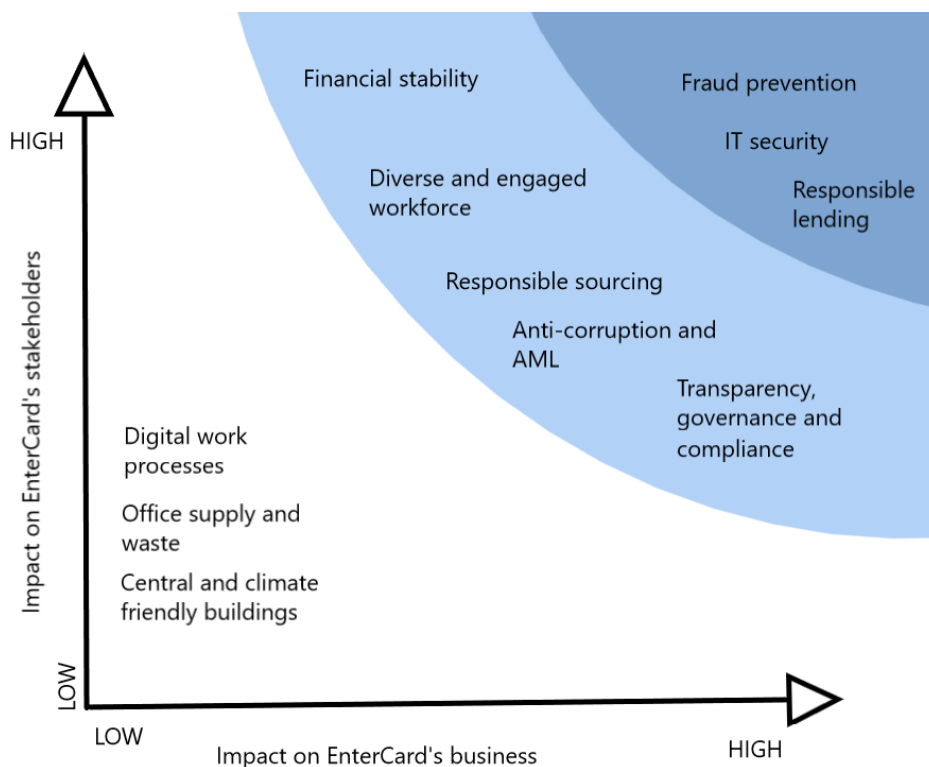 Financial stability
Fraud prevention
HIGH
IT security
Diverse and engaged
workforce
Responsible
lending
Responsible sourcing
Anti-corruption and
AML
Transparency,
governance and
compliance
Impact on EnterCard's stakeholders
Digital work
processes
Office supply and
waste
Central and climate
friendly buildings
LOW
LOW
Impact on EnterCard's business
HIGH